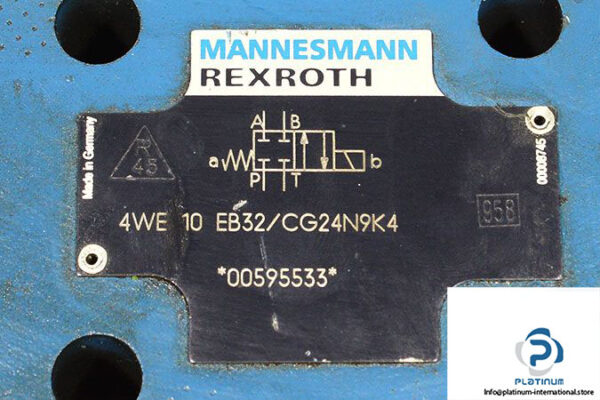 MANNESMANN
REXROTH
Made in Germany
R
45
A B
a b
P T
00008745
4WE 10 EB32/CG24N9K4
958
*00595533*
PLATINUM
Info@platinum-international.store